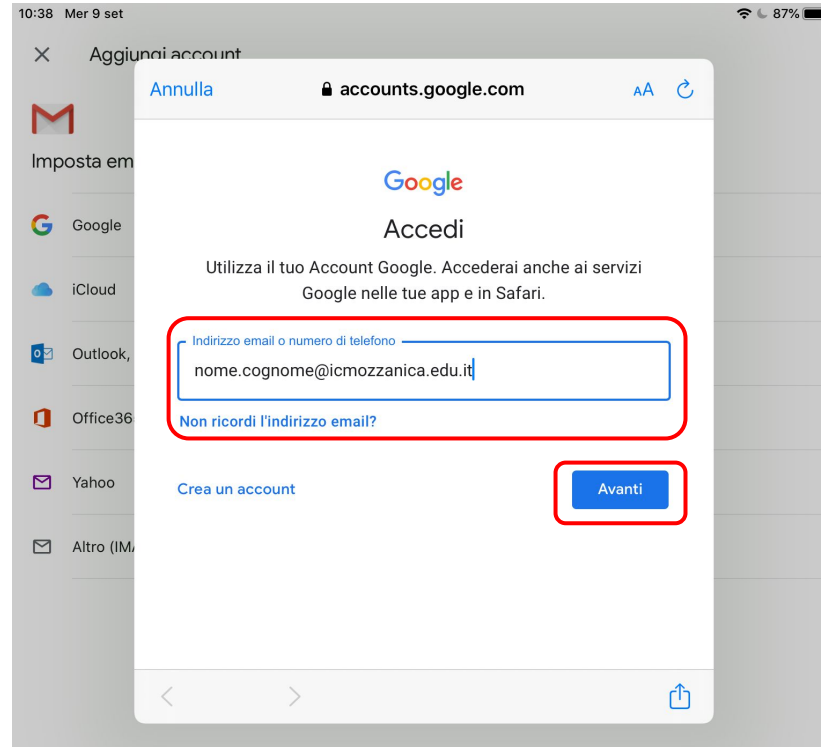 10:38 Mer 9 set
87%
Aggiungi account
Annulla
accounts.google.com
AA
Imposta em
Google
Accedi
Utilizza il tuo Account Google. Accederai anche ai servizi
Google nelle tue app e in Safari.
Indirizzo email o numero di telefono
nome.cognome@icmozzanica.edu.it
Non ricordi l'indirizzo email?
Crea un account
Avanti
Google
iCloud
Outlook,
Office36
Yahoo
Altro (IMA